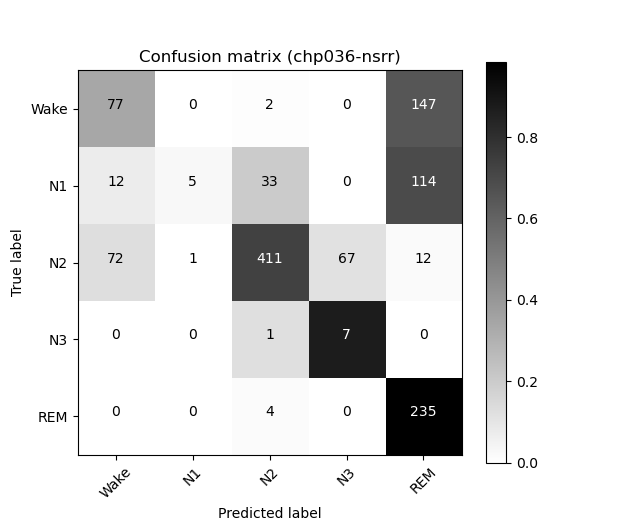 Confusion matrix (chp036-nsrr)
Wake 77 0 2 0 147
N1 12 5 33 0 114
N2 72 1 411 67 12
N3 0 0 1 7 0
REM 0 0 4 0 235
Wake N1 N2 N3 REM
True label
Predicted label
0.8
0.6
0.4
0.2
0.0